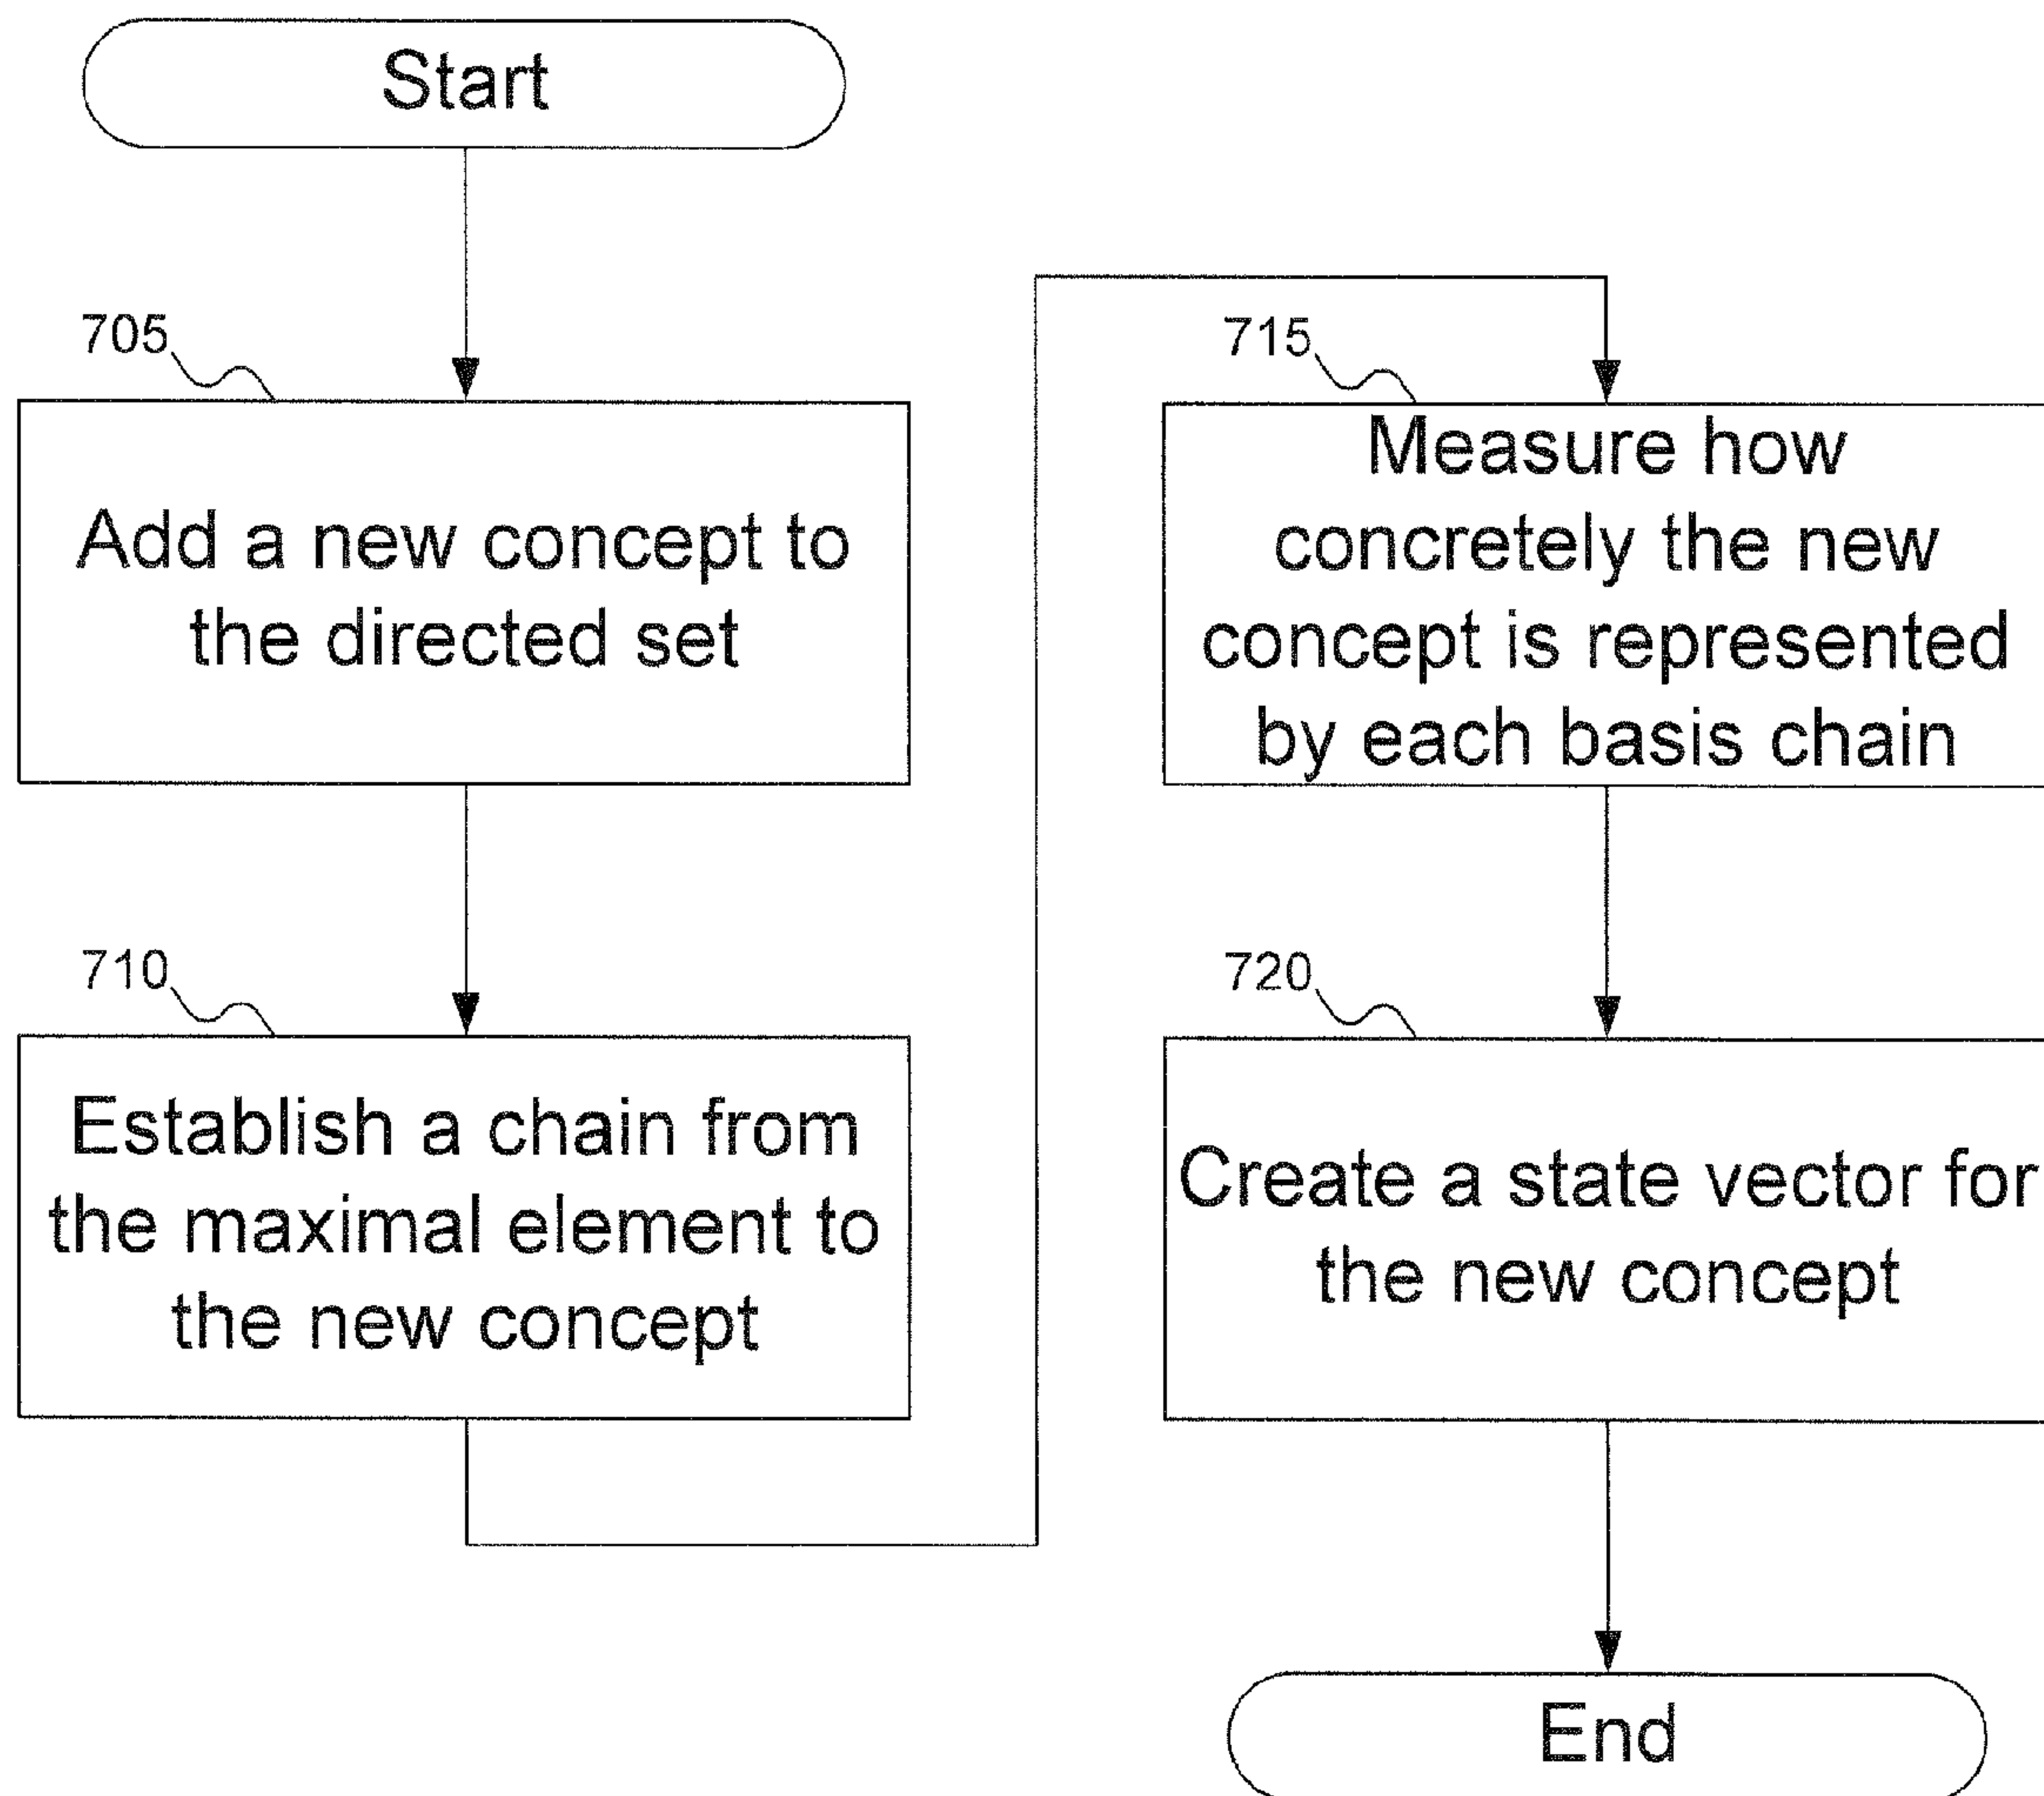 Start
705
Add a new concept to
the directed set
710
Establish a chain from
the maximal element to
the new concept
715
Measure how
concretely the new
concept is represented
by each basis chain
720
Create a state vector for
the new concept
End